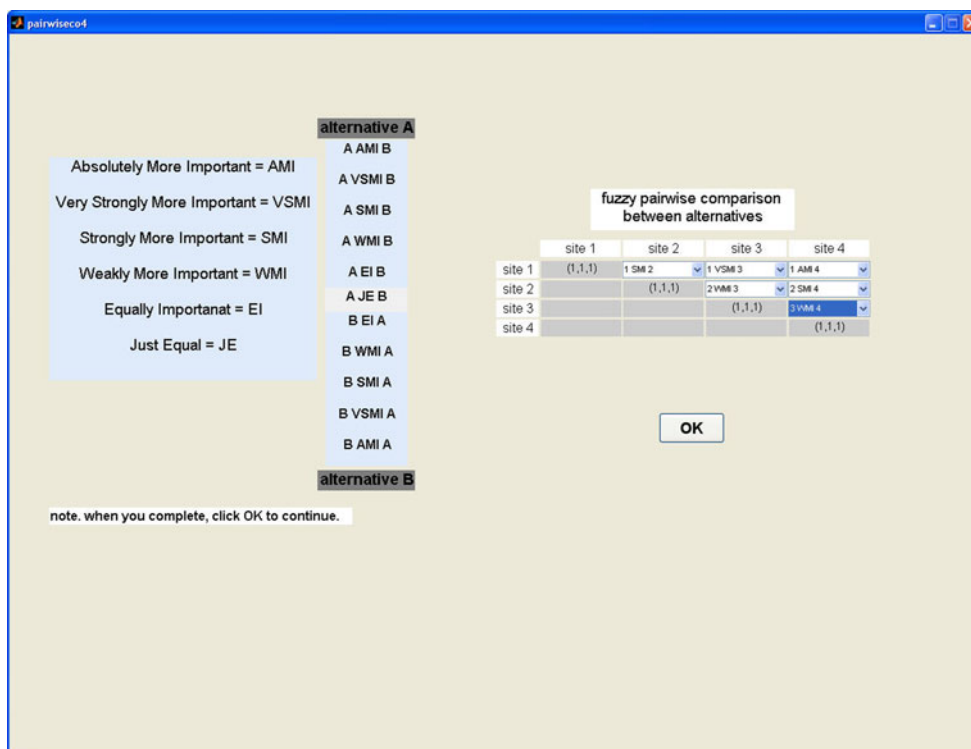 pairwiseco4
alternative A
A AMI B
A VSMI B
A SMI B
A WMI B
A EI B
A JE B
B EI A
B WMI A
B SMI A
B VSMI A
B AMI A
alternative B
Absolutely More Important = AMI
Very Strongly More Important = VSMI
Strongly More Important = SMI
Weakly More Important = WMI
Equally Importanat = EI
Just Equal = JE
note. when you complete, click OK to continue.
fuzzy pairwise comparison
between alternatives
site 1 site 2 site 3 site 4
site 1 (1,1,1) 1 SMI 2 1 VSMI 3 1 AMI 4
site 2 (1,1,1) 2 WMI 3 2 SMI 4
site 3 (1,1,1) 3 WMI 4
site 4 (1,1,1)
OK